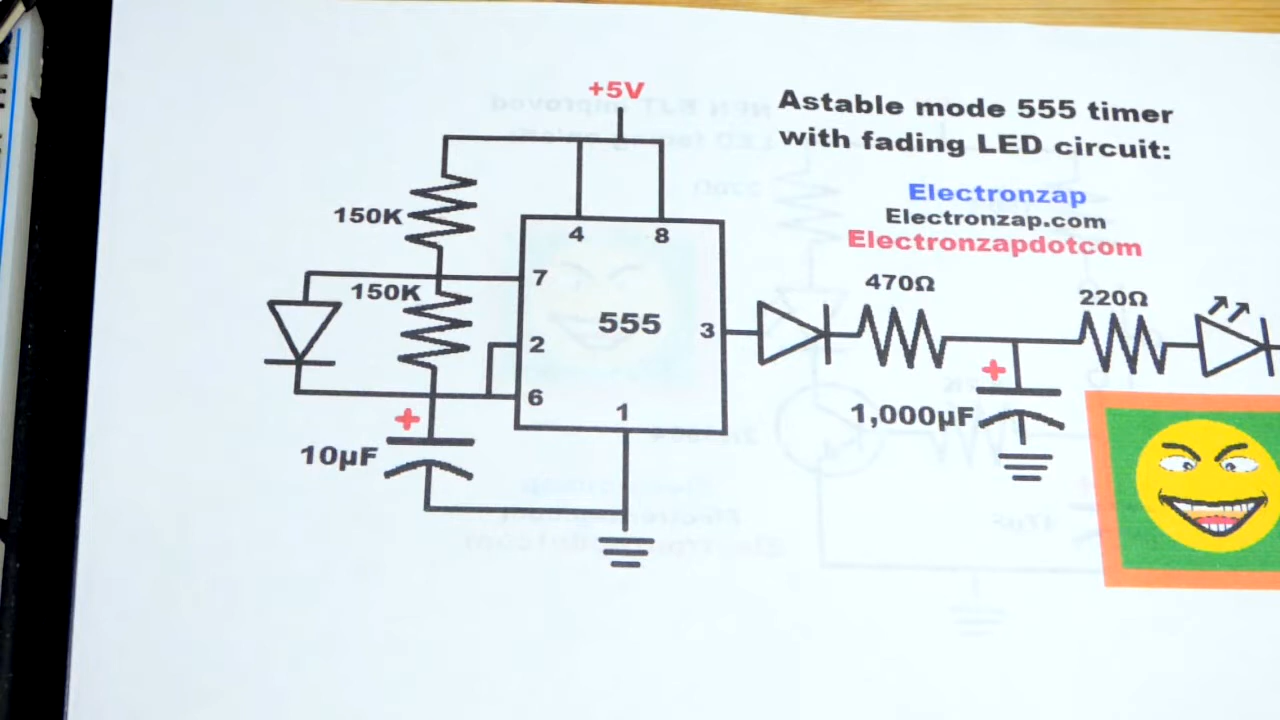 +5V
Astable mode 555 timer
with fading LED circuit:
Electronzap
Electronzap.com
Electronzapdotcom
150K
4 8
7
150K
555
2
3
6
1
+
10µF
470Ω
220Ω
+
1,000µF